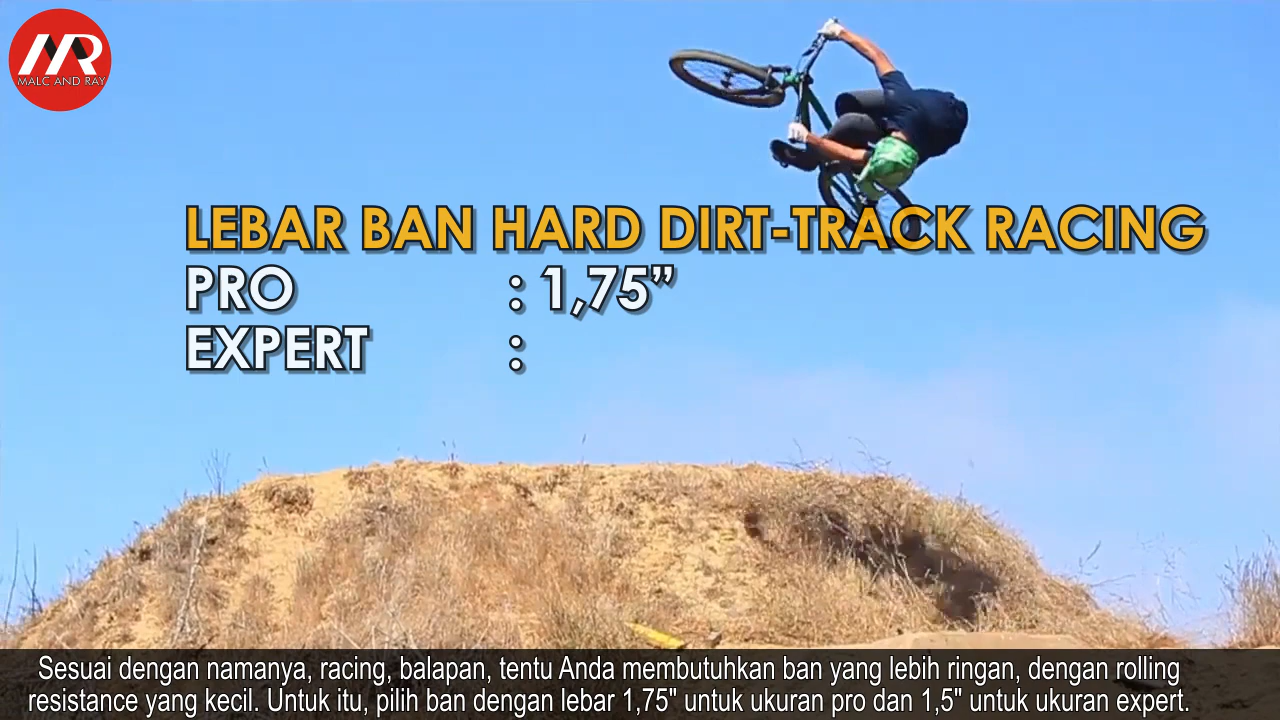 MR
MALC AND RAY
LEBAR BAN HARD DIRT-TRACK RACING
PRO : 1,75”
EXPERT :
Sesuai dengan namanya, racing, balapan, tentu Anda membutuhkan ban yang lebih ringan, dengan rolling
resistance yang kecil. Untuk itu, pilih ban dengan lebar 1,75" untuk ukuran pro dan 1,5" untuk ukuran expert.